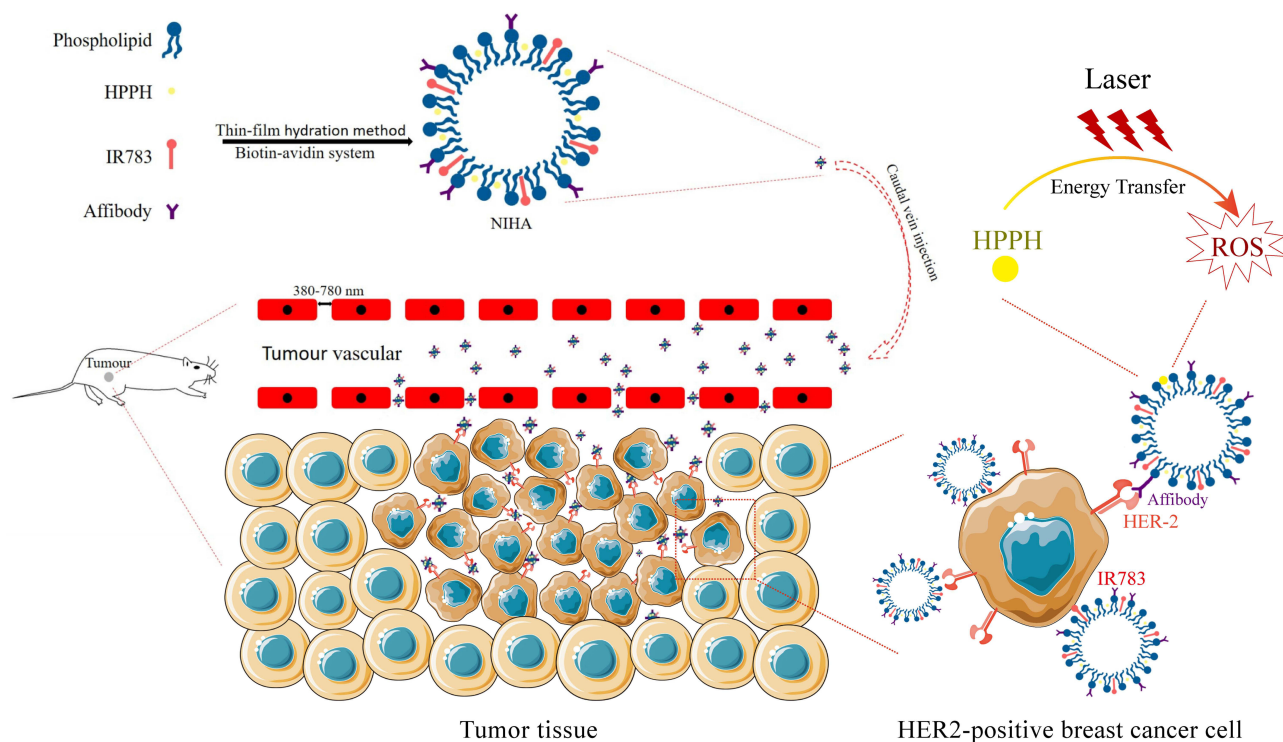 Phospholipid
HPPH
IR783
Affibody
Thin-film hydration method
Biotin-avidin system
NIHA
Caudal vein injection
Laser
Energy Transfer
HPPH
ROS
380-780 nm
Tumour vascular
Tumour
Affibody
HER-2
IR783
Tumor tissue
HER2-positive breast cancer cell